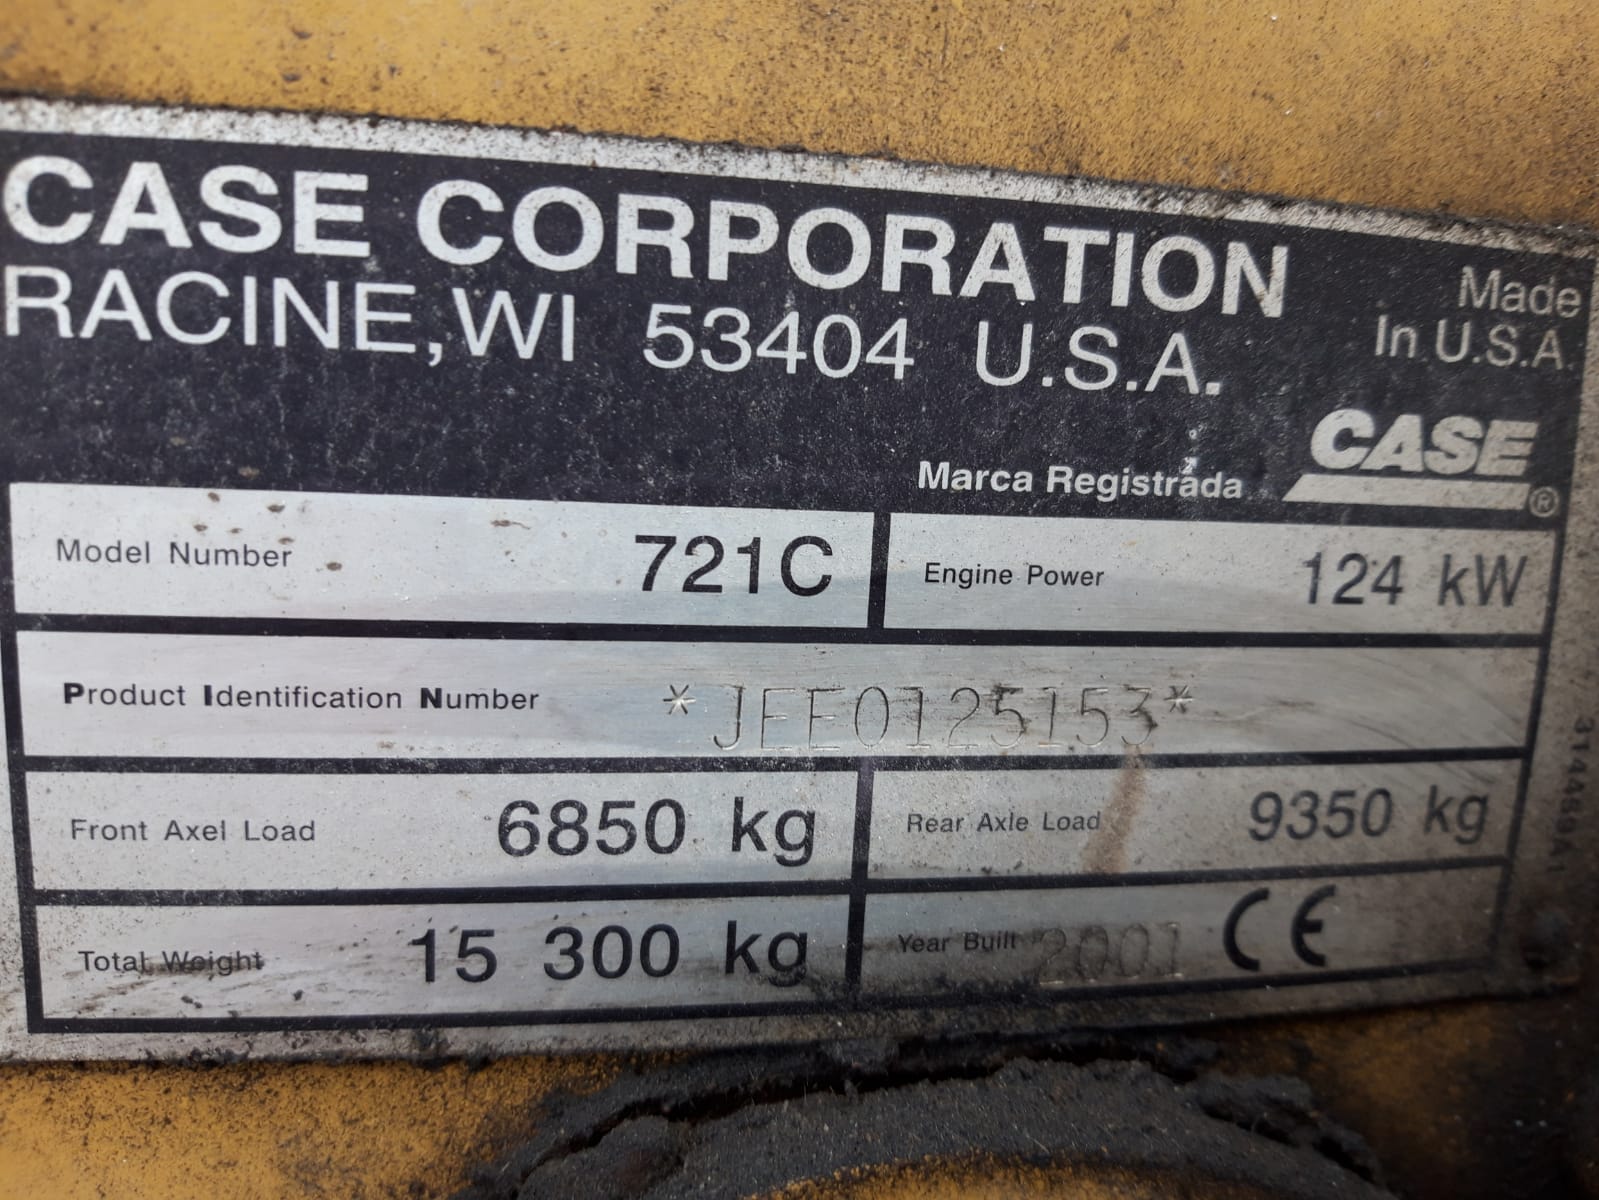 CASE CORPORATION
RACINE, WI 53404 U.S.A.
Made
In U.S.A.
Marca Registrada
CASE®
Model Number 721C
Engine Power 124 kW
Product Identification Number *JEE0125153*
Front Axel Load 6850 kg
Rear Axle Load 9350 kg
Total Weight 15 300 kg
Year Built 2001 CE
314489A1